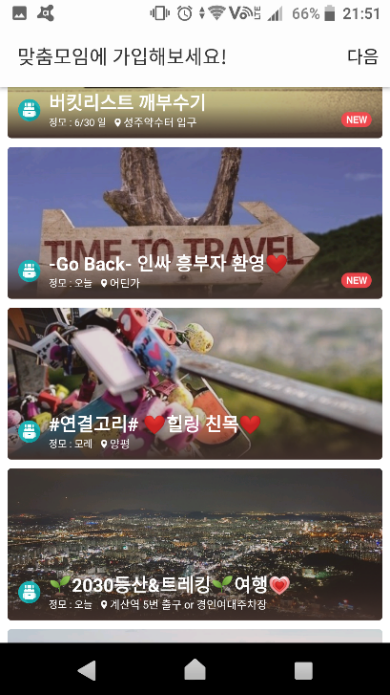 66% 21:51
맞춤모임에 가입해보세요! 다음
버킷리스트 깨부수기
정모 : 6/30 일 성주약수터 입구
NEW
TIME TO TRAVEL
-Go Back- 인싸 흥부자 환영❤️
정모 : 오늘 어딘가
NEW
#연결고리# ❤️힐링 친목❤️
정모 : 모레 양평
🌱2030등산&트레킹🌱여행💗
정모 : 오늘 계산역 5번 출구 or 경인여대주차장